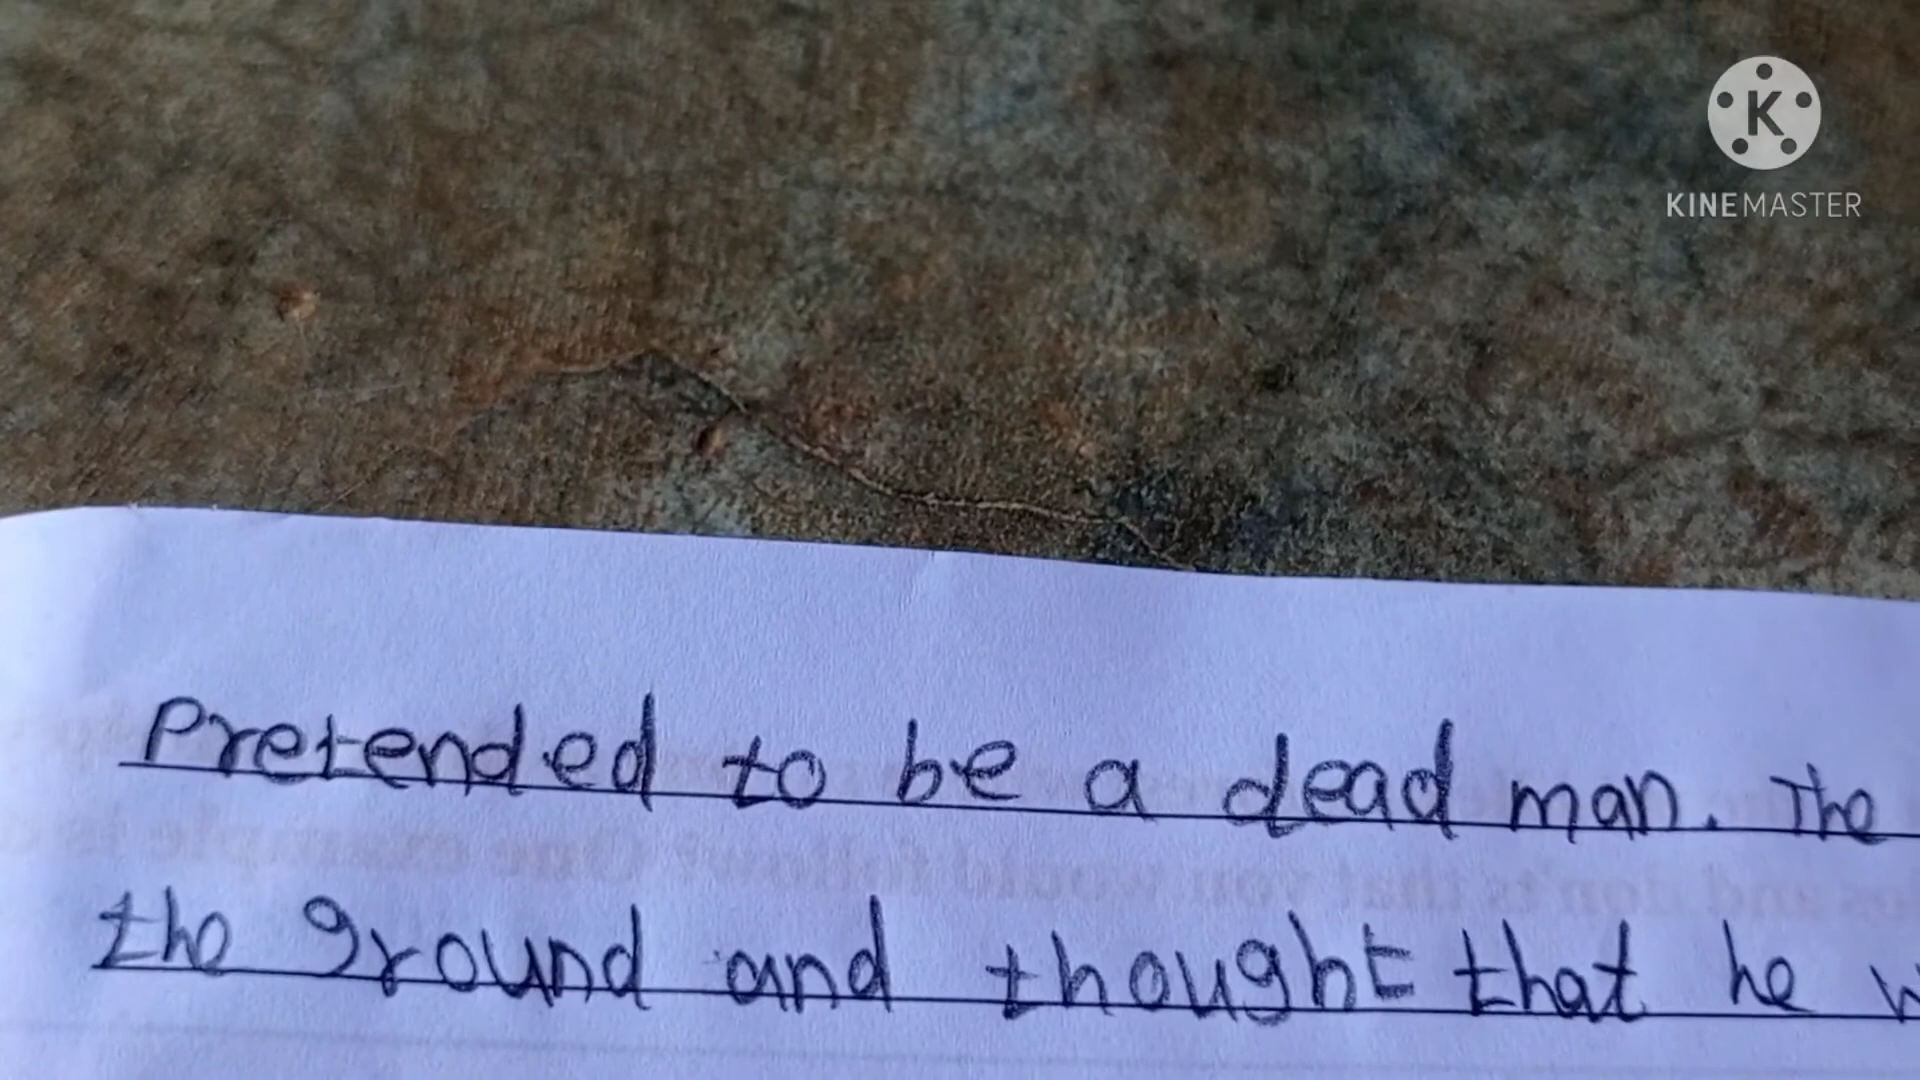 K
KINEMASTER
Pretended to be a dead man. The
the ground and thought that he